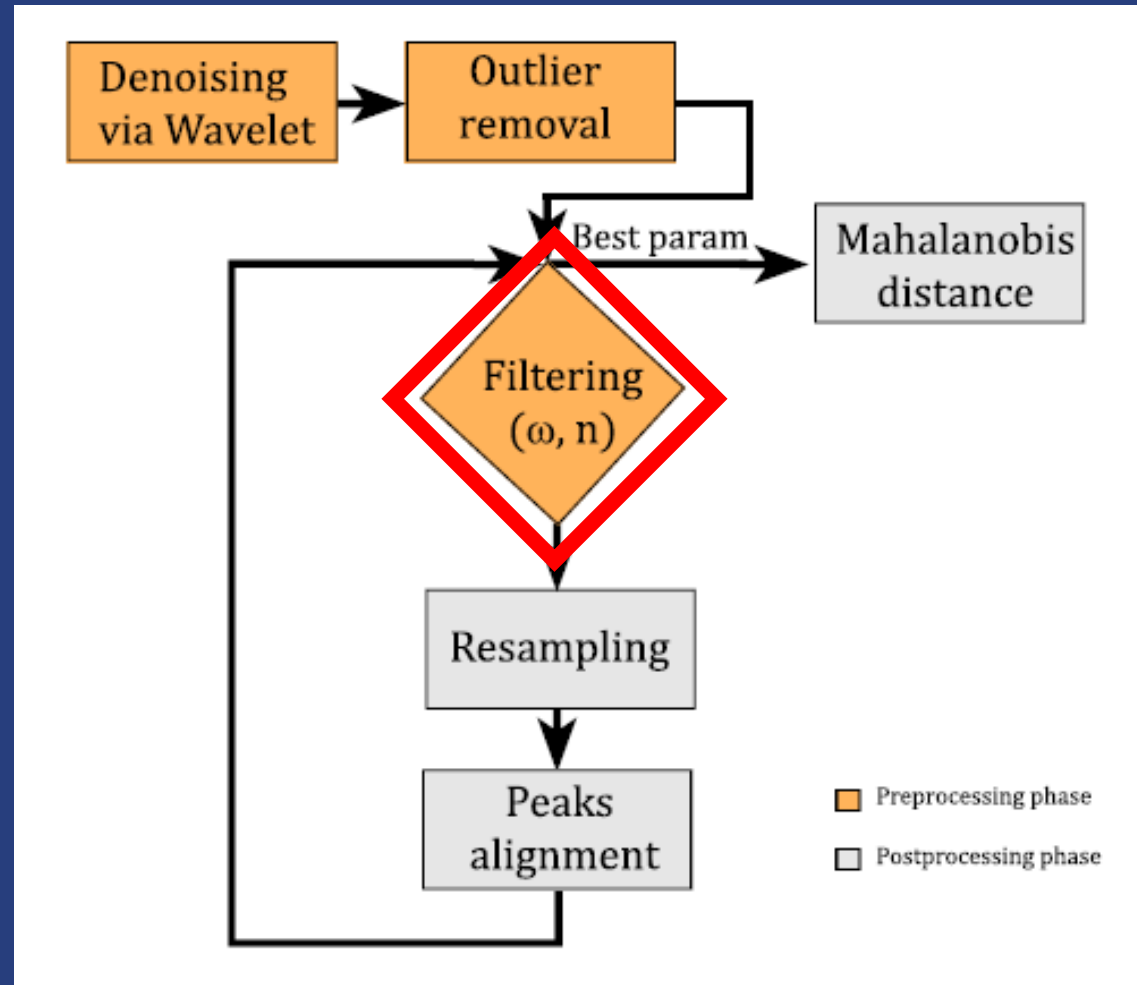 Denoising
via Wavelet
Outlier
removal
Best param
Mahalanobis
distance
Filtering
(ω, n)
Resampling
Peaks
alignment
Preprocessing phase
Postprocessing phase